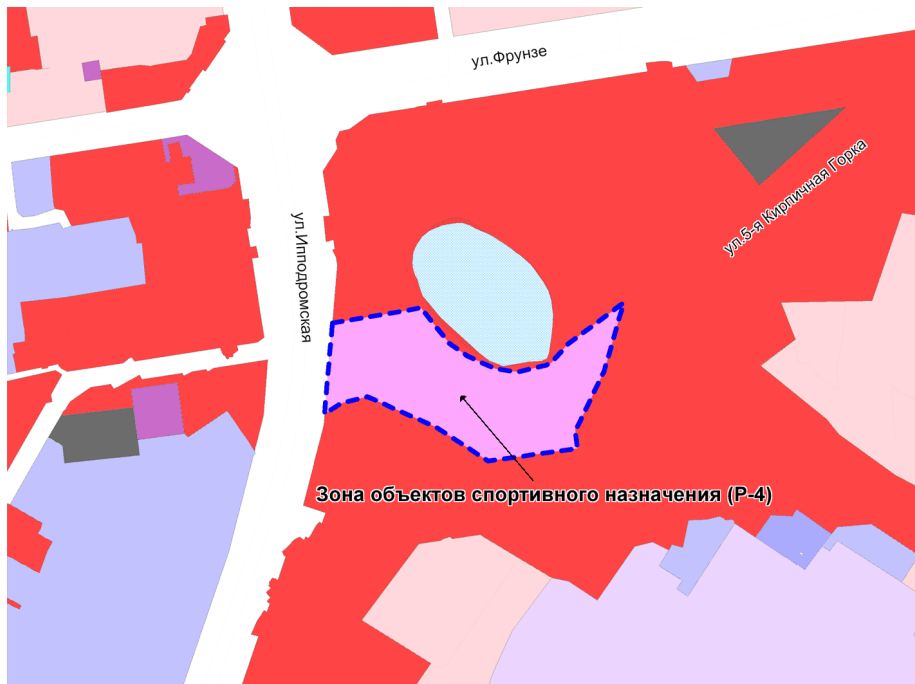 ул.Фрунзе
ул.5-я Кирпичная Горка
ул.Ипподромская
Зона объектов спортивного назначения (Р-4)